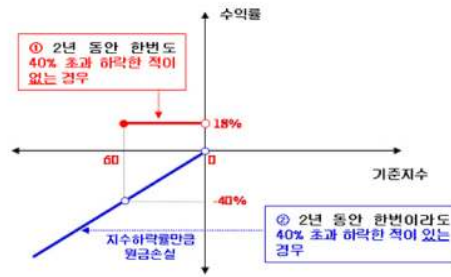 수익률
① 2년 동안 한번도
40% 초과 하락한 적이
없는 경우
18%
60
0
기준지수
-40%
지수하락률만큼
원금손실
② 2년 동안 한번이라도
40% 초과 하락한 적이 있는
경우